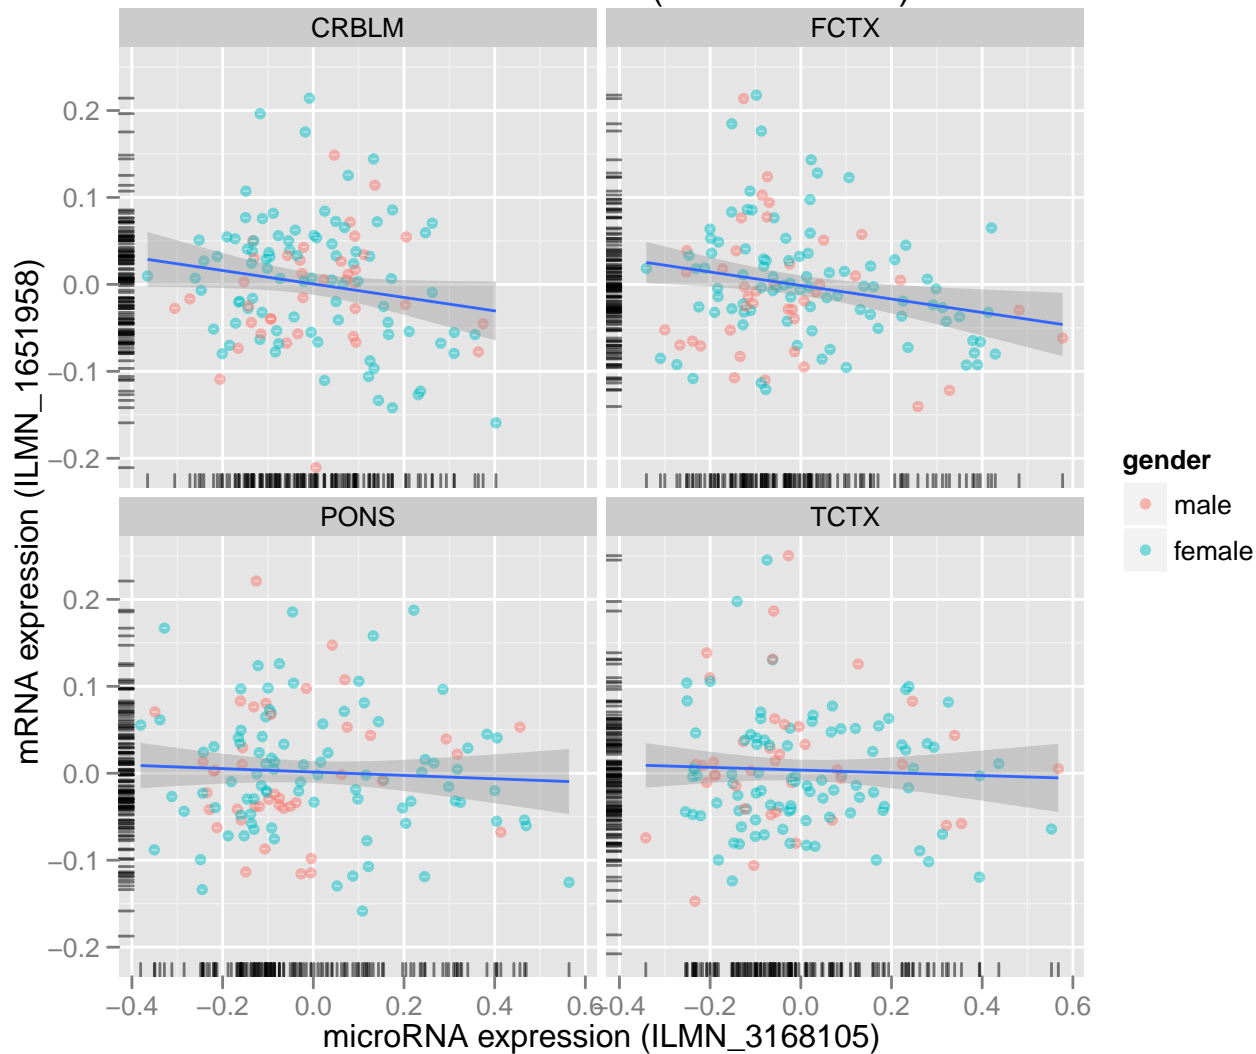 CRBLM
FCTX
0.2
0.1
0.0
−0.1
−0.2
PONS
TCTX
0.2
0.1
0.0
−0.1
−0.2
−0.4 −0.2 0.0 0.2 0.4 0.6 −0.4 −0.2 0.0 0.2 0.4 0.6
microRNA expression (ILMN_3168105)
mRNA expression (ILMN_1651958)
gender
male
female